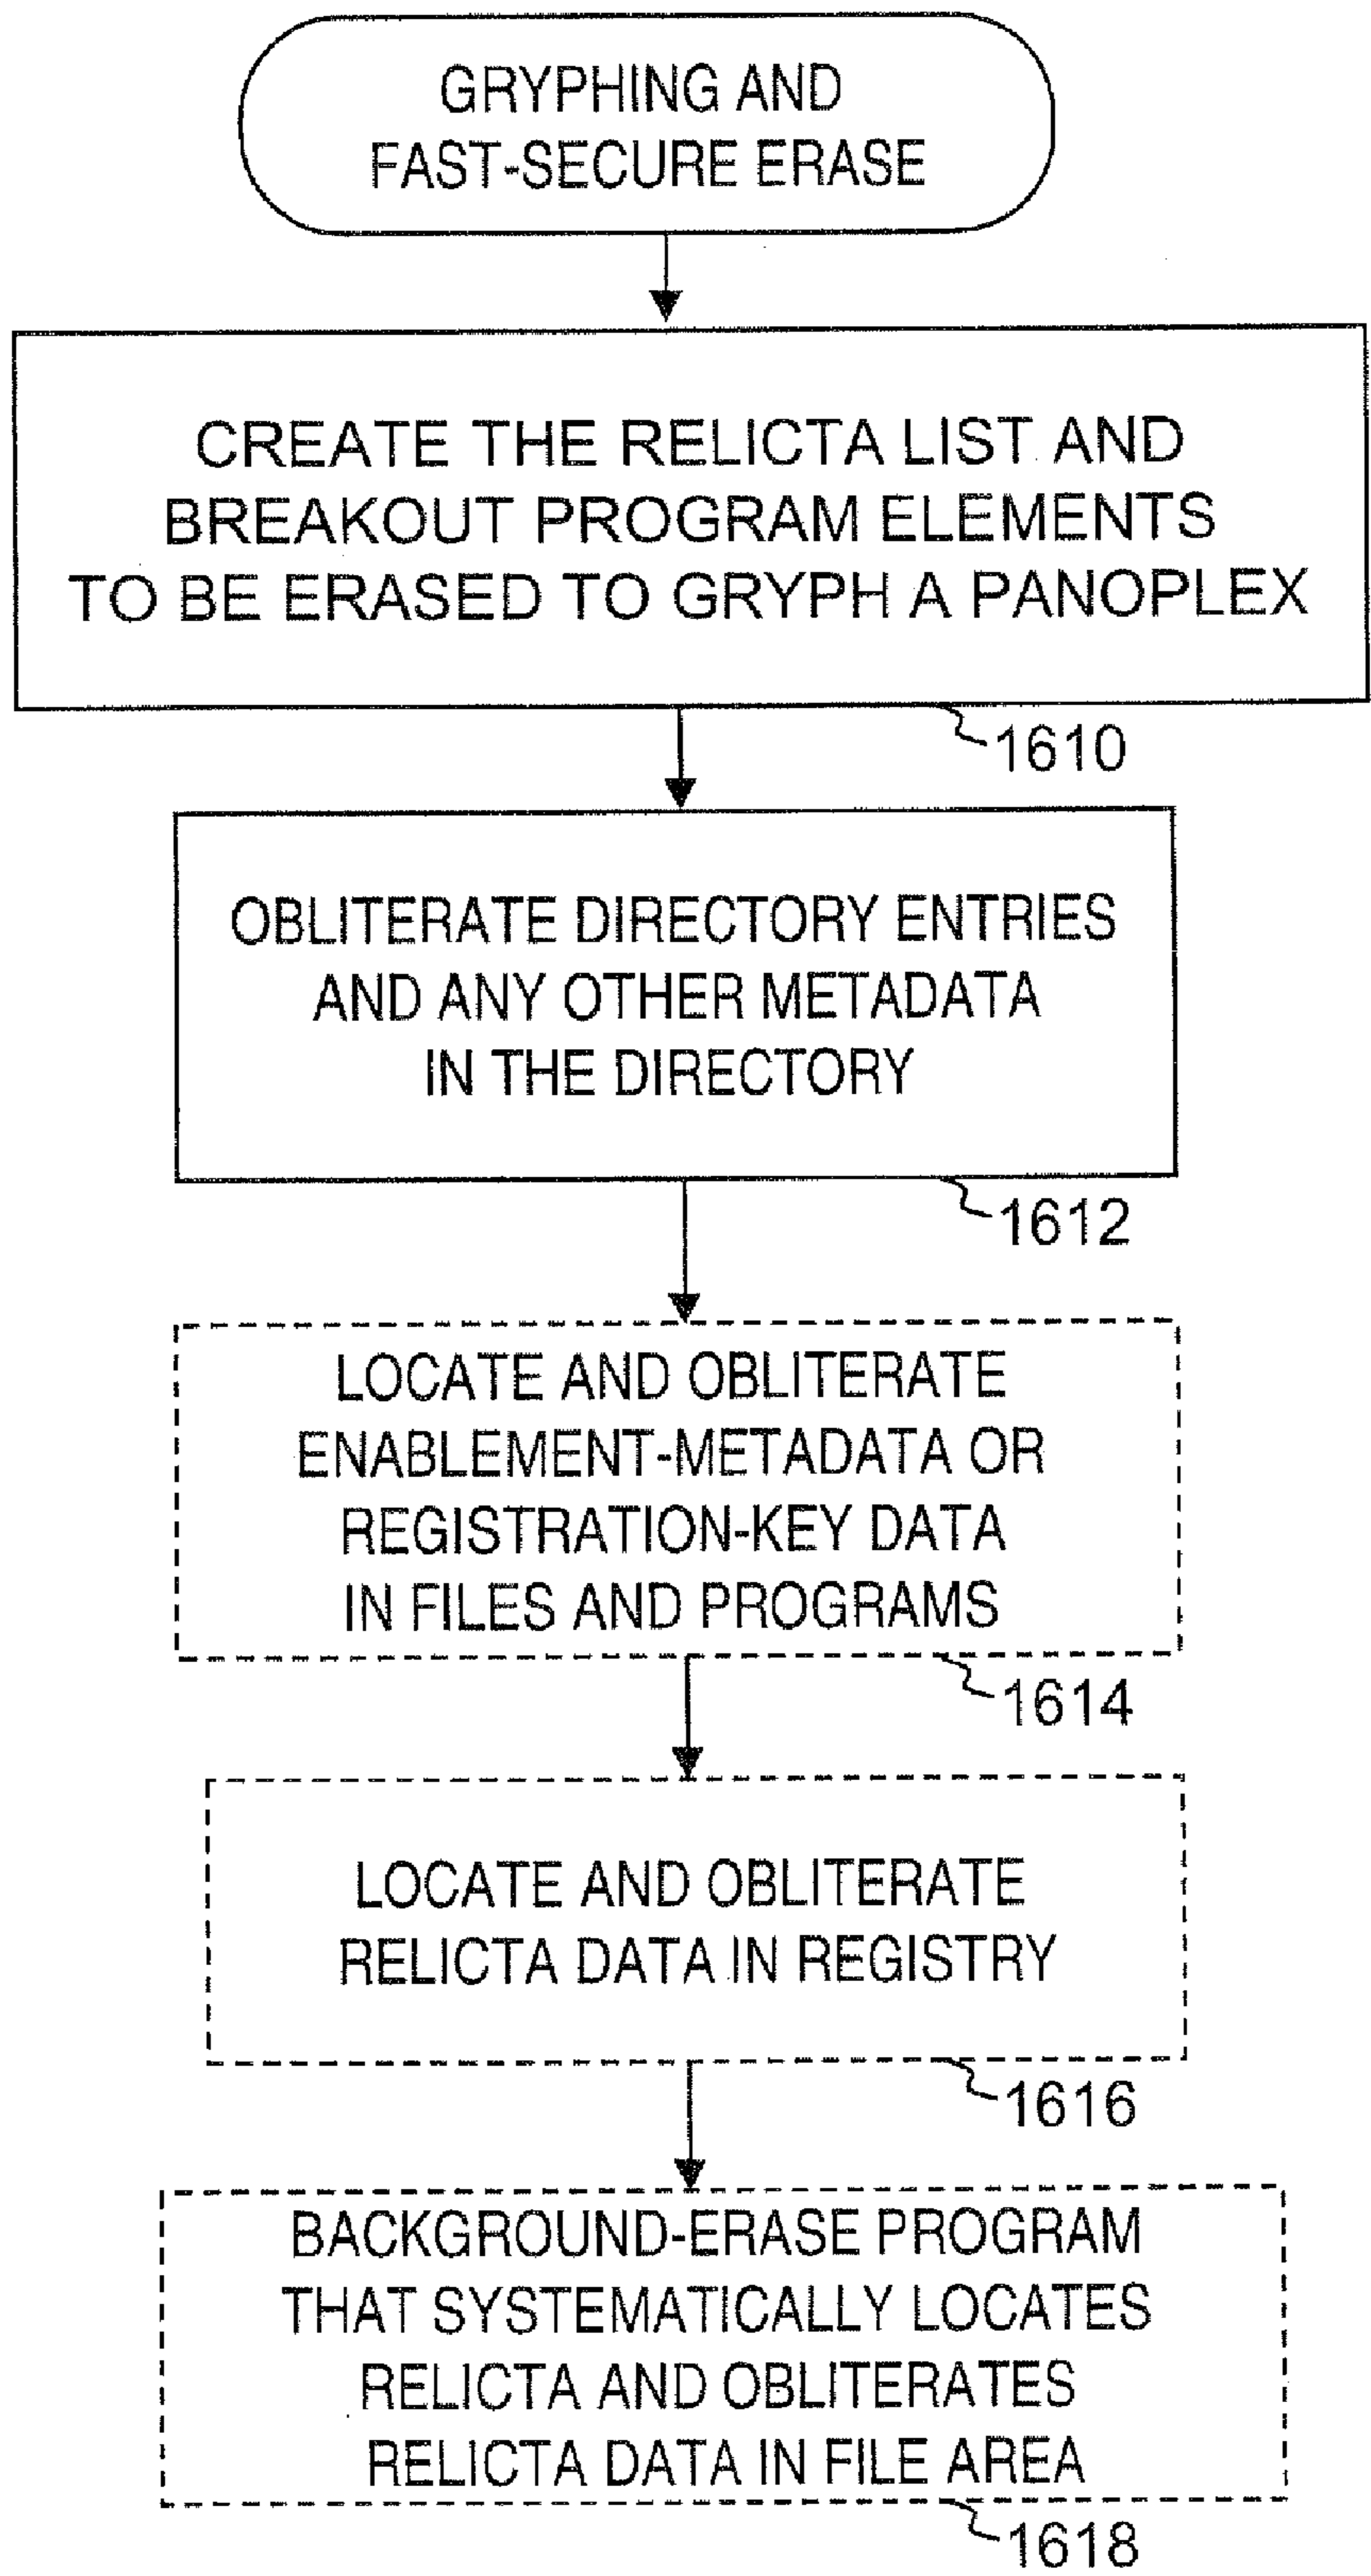 GRYPHING AND
FAST-SECURE ERASE
CREATE THE RELICTA LIST AND
BREAKOUT PROGRAM ELEMENTS
TO BE ERASED TO GRYPH A PANOPLEX
1610
OBLITERATE DIRECTORY ENTRIES
AND ANY OTHER METADATA
IN THE DIRECTORY
1612
LOCATE AND OBLITERATE
ENABLEMENT-METADATA OR
REGISTRATION-KEY DATA
IN FILES AND PROGRAMS
1614
LOCATE AND OBLITERATE
RELICTA DATA IN REGISTRY
1616
BACKGROUND-ERASE PROGRAM
THAT SYSTEMATICALLY LOCATES
RELICTA AND OBLITERATES
RELICTA DATA IN FILE AREA
1618